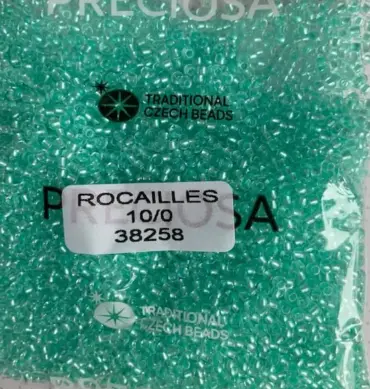 PRECIOSA
TRADITIONAL
CZECH BEADS
PRECIOSA
ROCAILLES
10/0
38258
TRADITIONAL
CZECH BEADS